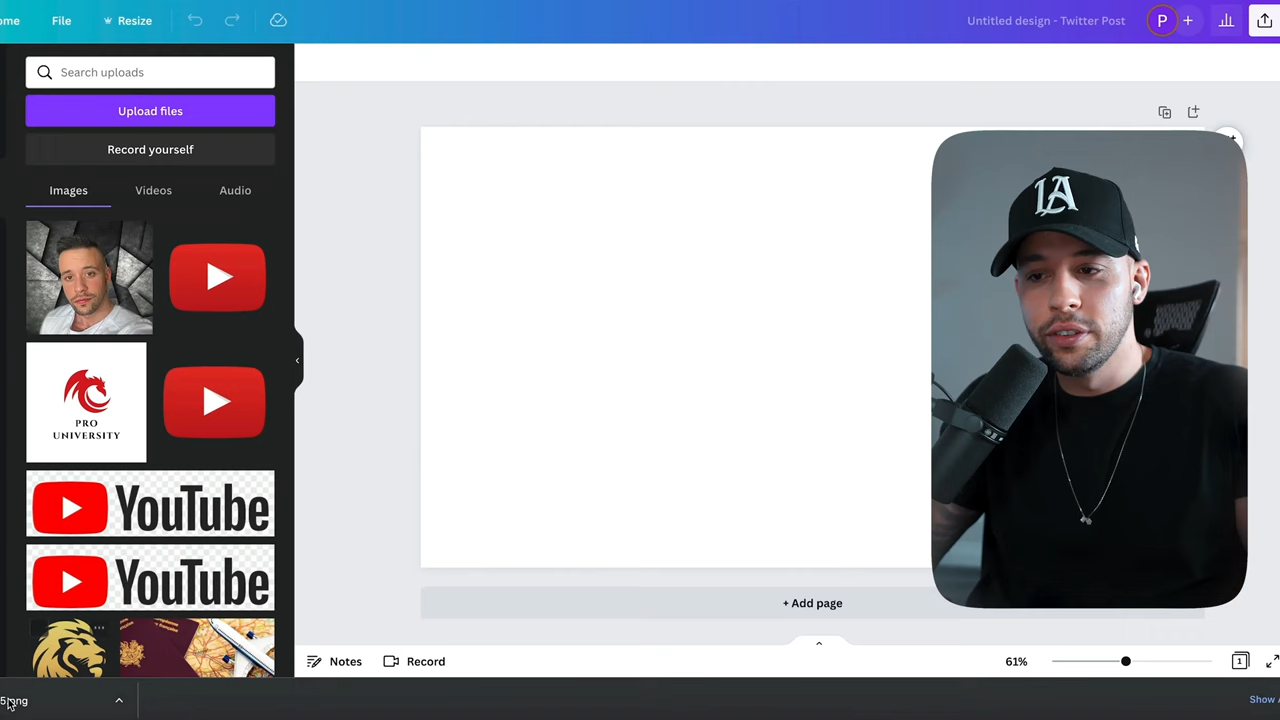 ome File Resize Untitled design - Twitter Post P +
Search uploads
Upload files
Record yourself
Images Videos Audio
LA
PRO
UNIVERSITY
YouTube
YouTube
+ Add page
Notes Record 61% 1
Show